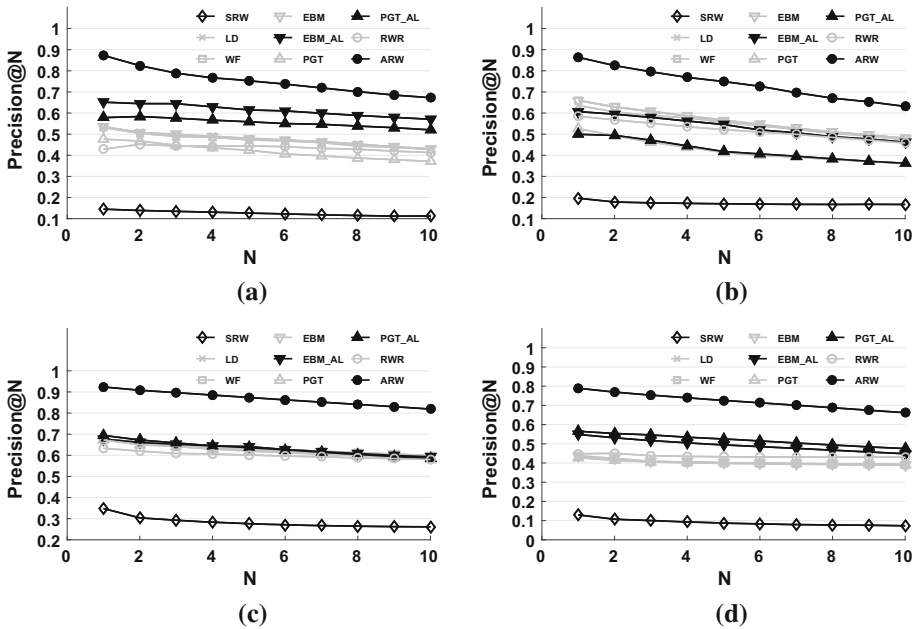 SRW EBM PGT_AL
LD EBM_AL RWR
WF PGT ARW
Precision@N
1
0.9
0.8
0.7
0.6
0.5
0.4
0.3
0.2
0.1
0 2 4 6 8 10
N
(a)
SRW EBM PGT_AL
LD EBM_AL RWR
WF PGT ARW
Precision@N
1
0.9
0.8
0.7
0.6
0.5
0.4
0.3
0.2
0.1
0 2 4 6 8 10
N
(b)
SRW EBM PGT_AL
LD EBM_AL RWR
WF PGT ARW
Precision@N
1
0.9
0.8
0.7
0.6
0.5
0.4
0.3
0.2
0 2 4 6 8 10
N
(c)
SRW EBM PGT_AL
LD EBM_AL RWR
WF PGT ARW
Precision@N
1
0.9
0.8
0.7
0.6
0.5
0.4
0.3
0.2
0.1
0
0 2 4 6 8 10
N
(d)